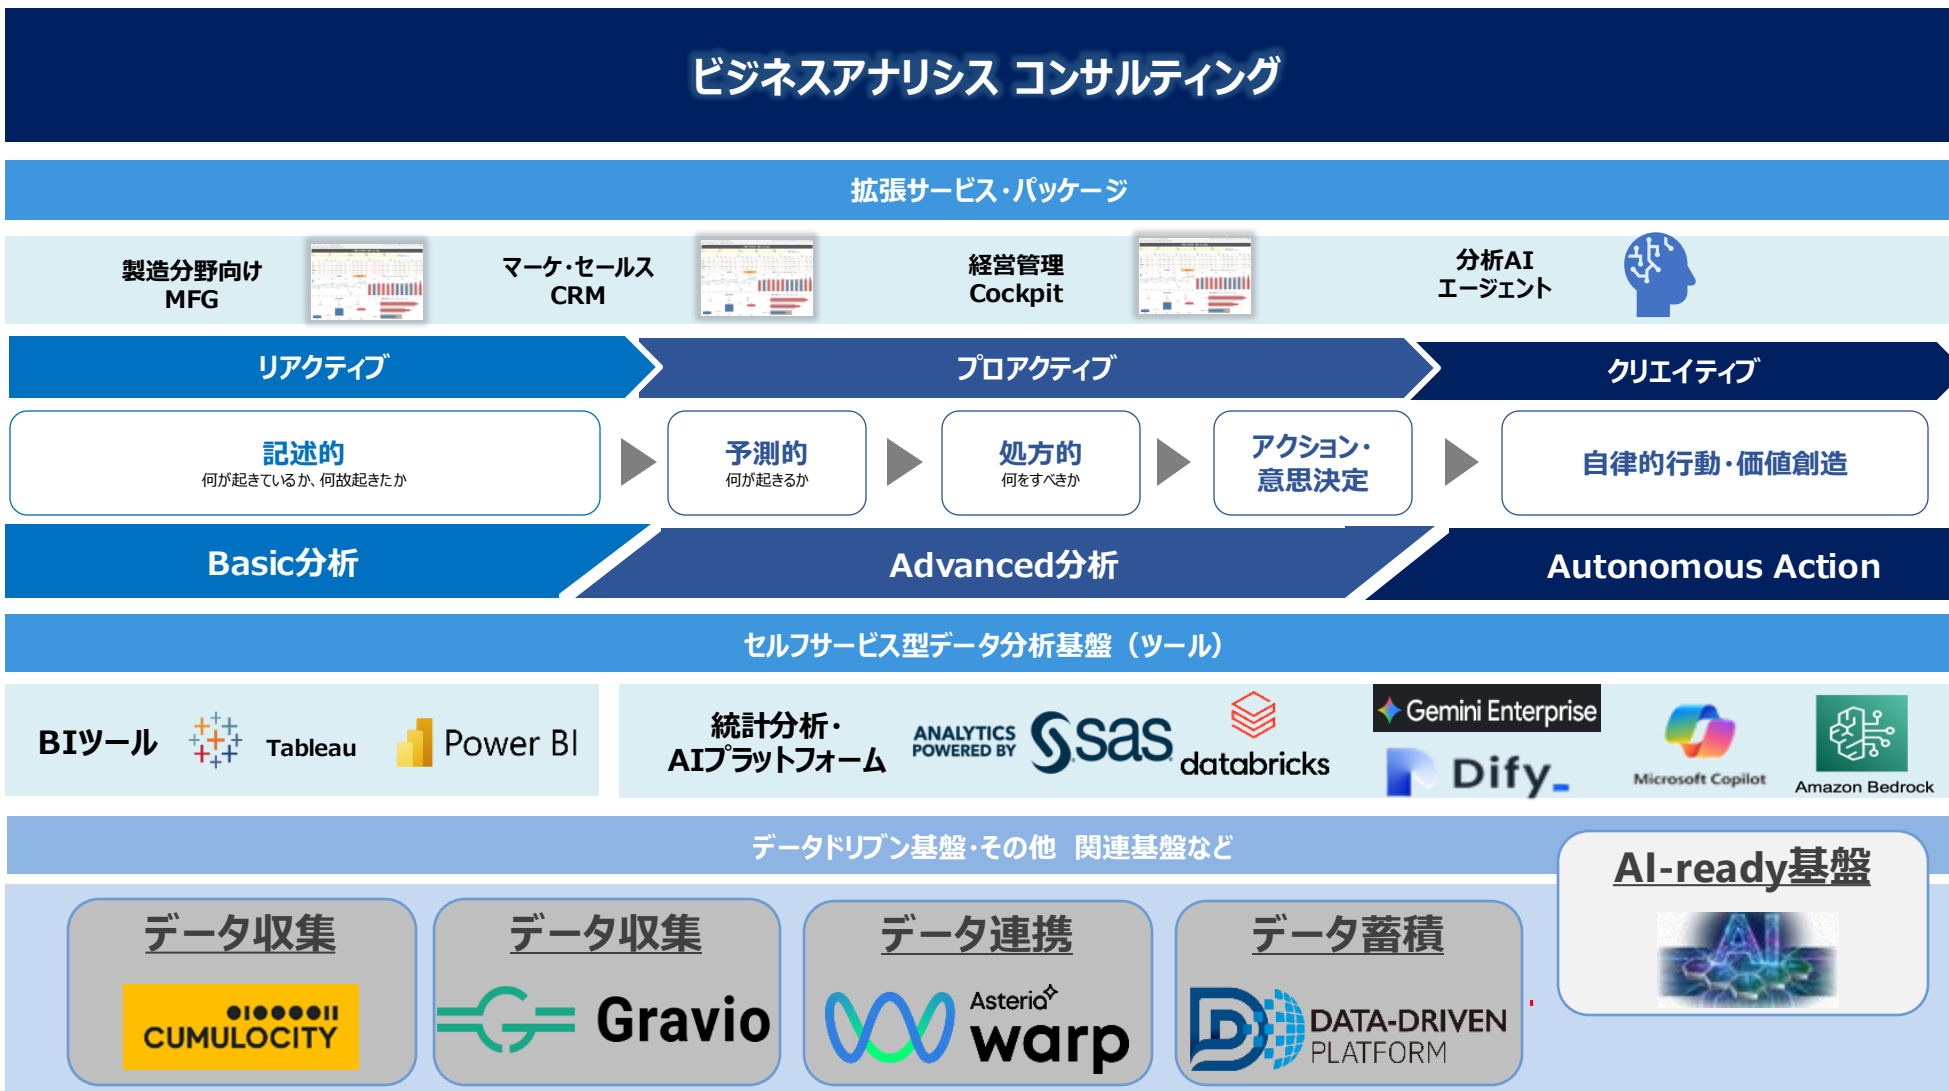 ビジネスアナリシス コンサルティング
拡張サービス・パッケージ
製造分野向け
MFG
マーケ・セールス
CRM
経営管理
Cockpit
分析AI
エージェント
リアクティブ
プロアクティブ
クリエイティブ
記述的
何が起きているか、何故起きたか
予測的
何が起きるか
処方的
何をすべきか
アクション・
意思決定
自律的行動・価値創造
Basic分析
Advanced分析
Autonomous Action
セルフサービス型データ分析基盤（ツール）
BIツール
Tableau
Power BI
統計分析・
AIプラットフォーム
ANALYTICS
POWERED BY
sas
databricks
Gemini Enterprise
Dify_
Microsoft Copilot
Amazon Bedrock
データドリブン基盤・その他 関連基盤など
AI-ready基盤
AI
データ収集
CUMULOCITY
データ収集
Gravio
データ連携
Asteria
warp
データ蓄積
DATA-DRIVEN
PLATFORM